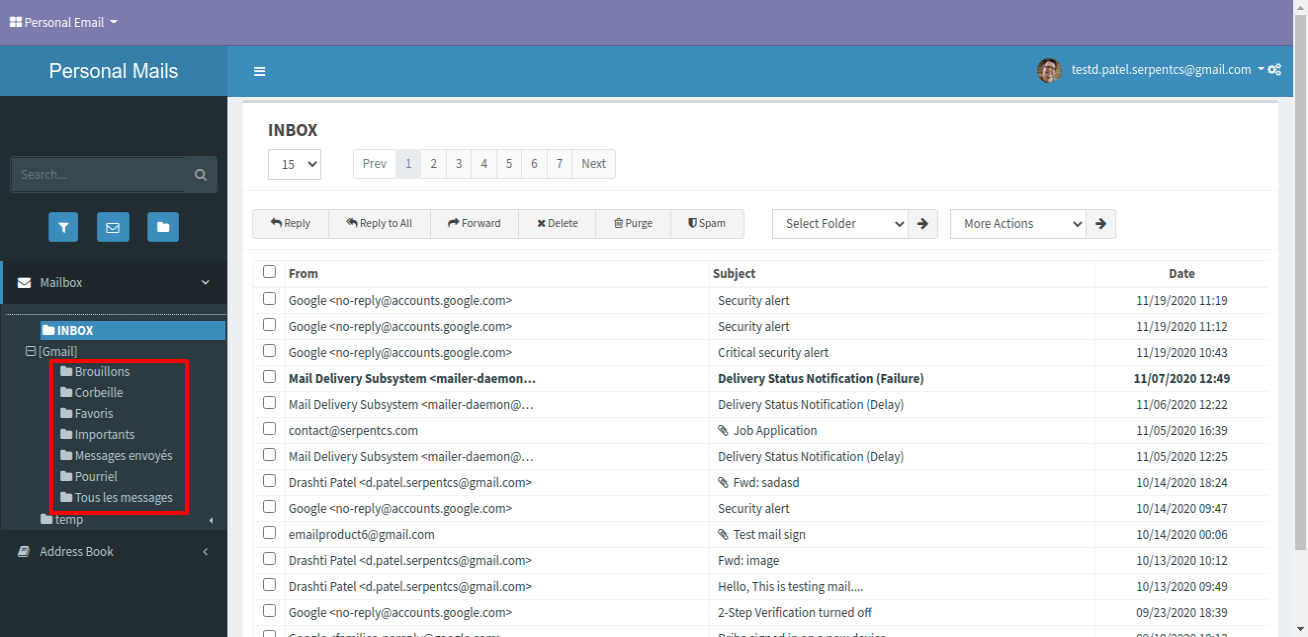 Personal Email
Personal Mails
testd.patel.serpentcs@gmail.com
Search...
Mailbox
INBOX
[Gmail]
Brouillons
Corbeille
Favoris
Importants
Messages envoyés
Pourriel
Tous les messages
temp
Address Book
INBOX
15 Prev 1 2 3 4 5 6 7 Next
Reply Reply to All Forward Delete Purge Spam Select Folder More Actions
From Subject Date
Google <no-reply@accounts.google.com> Security alert 11/19/2020 11:19
Google <no-reply@accounts.google.com> Security alert 11/19/2020 11:12
Google <no-reply@accounts.google.com> Critical security alert 11/19/2020 10:43
Mail Delivery Subsystem <mailer-daemon... Delivery Status Notification (Failure) 11/07/2020 12:49
Mail Delivery Subsystem <mailer-daemon@... Delivery Status Notification (Delay) 11/06/2020 12:22
contact@serpentcs.com Job Application 11/05/2020 16:39
Mail Delivery Subsystem <mailer-daemon@... Delivery Status Notification (Delay) 11/05/2020 12:25
Drashti Patel <d.patel.serpentcs@gmail.com> Fwd: sadasd 10/14/2020 18:24
Google <no-reply@accounts.google.com> Security alert 10/14/2020 09:47
emailproduct6@gmail.com Test mail sign 10/14/2020 00:06
Drashti Patel <d.patel.serpentcs@gmail.com> Fwd: image 10/13/2020 10:12
Drashti Patel <d.patel.serpentcs@gmail.com> Hello, This is testing mail.... 10/13/2020 09:49
Google <no-reply@accounts.google.com> 2-Step Verification turned off 09/23/2020 18:39